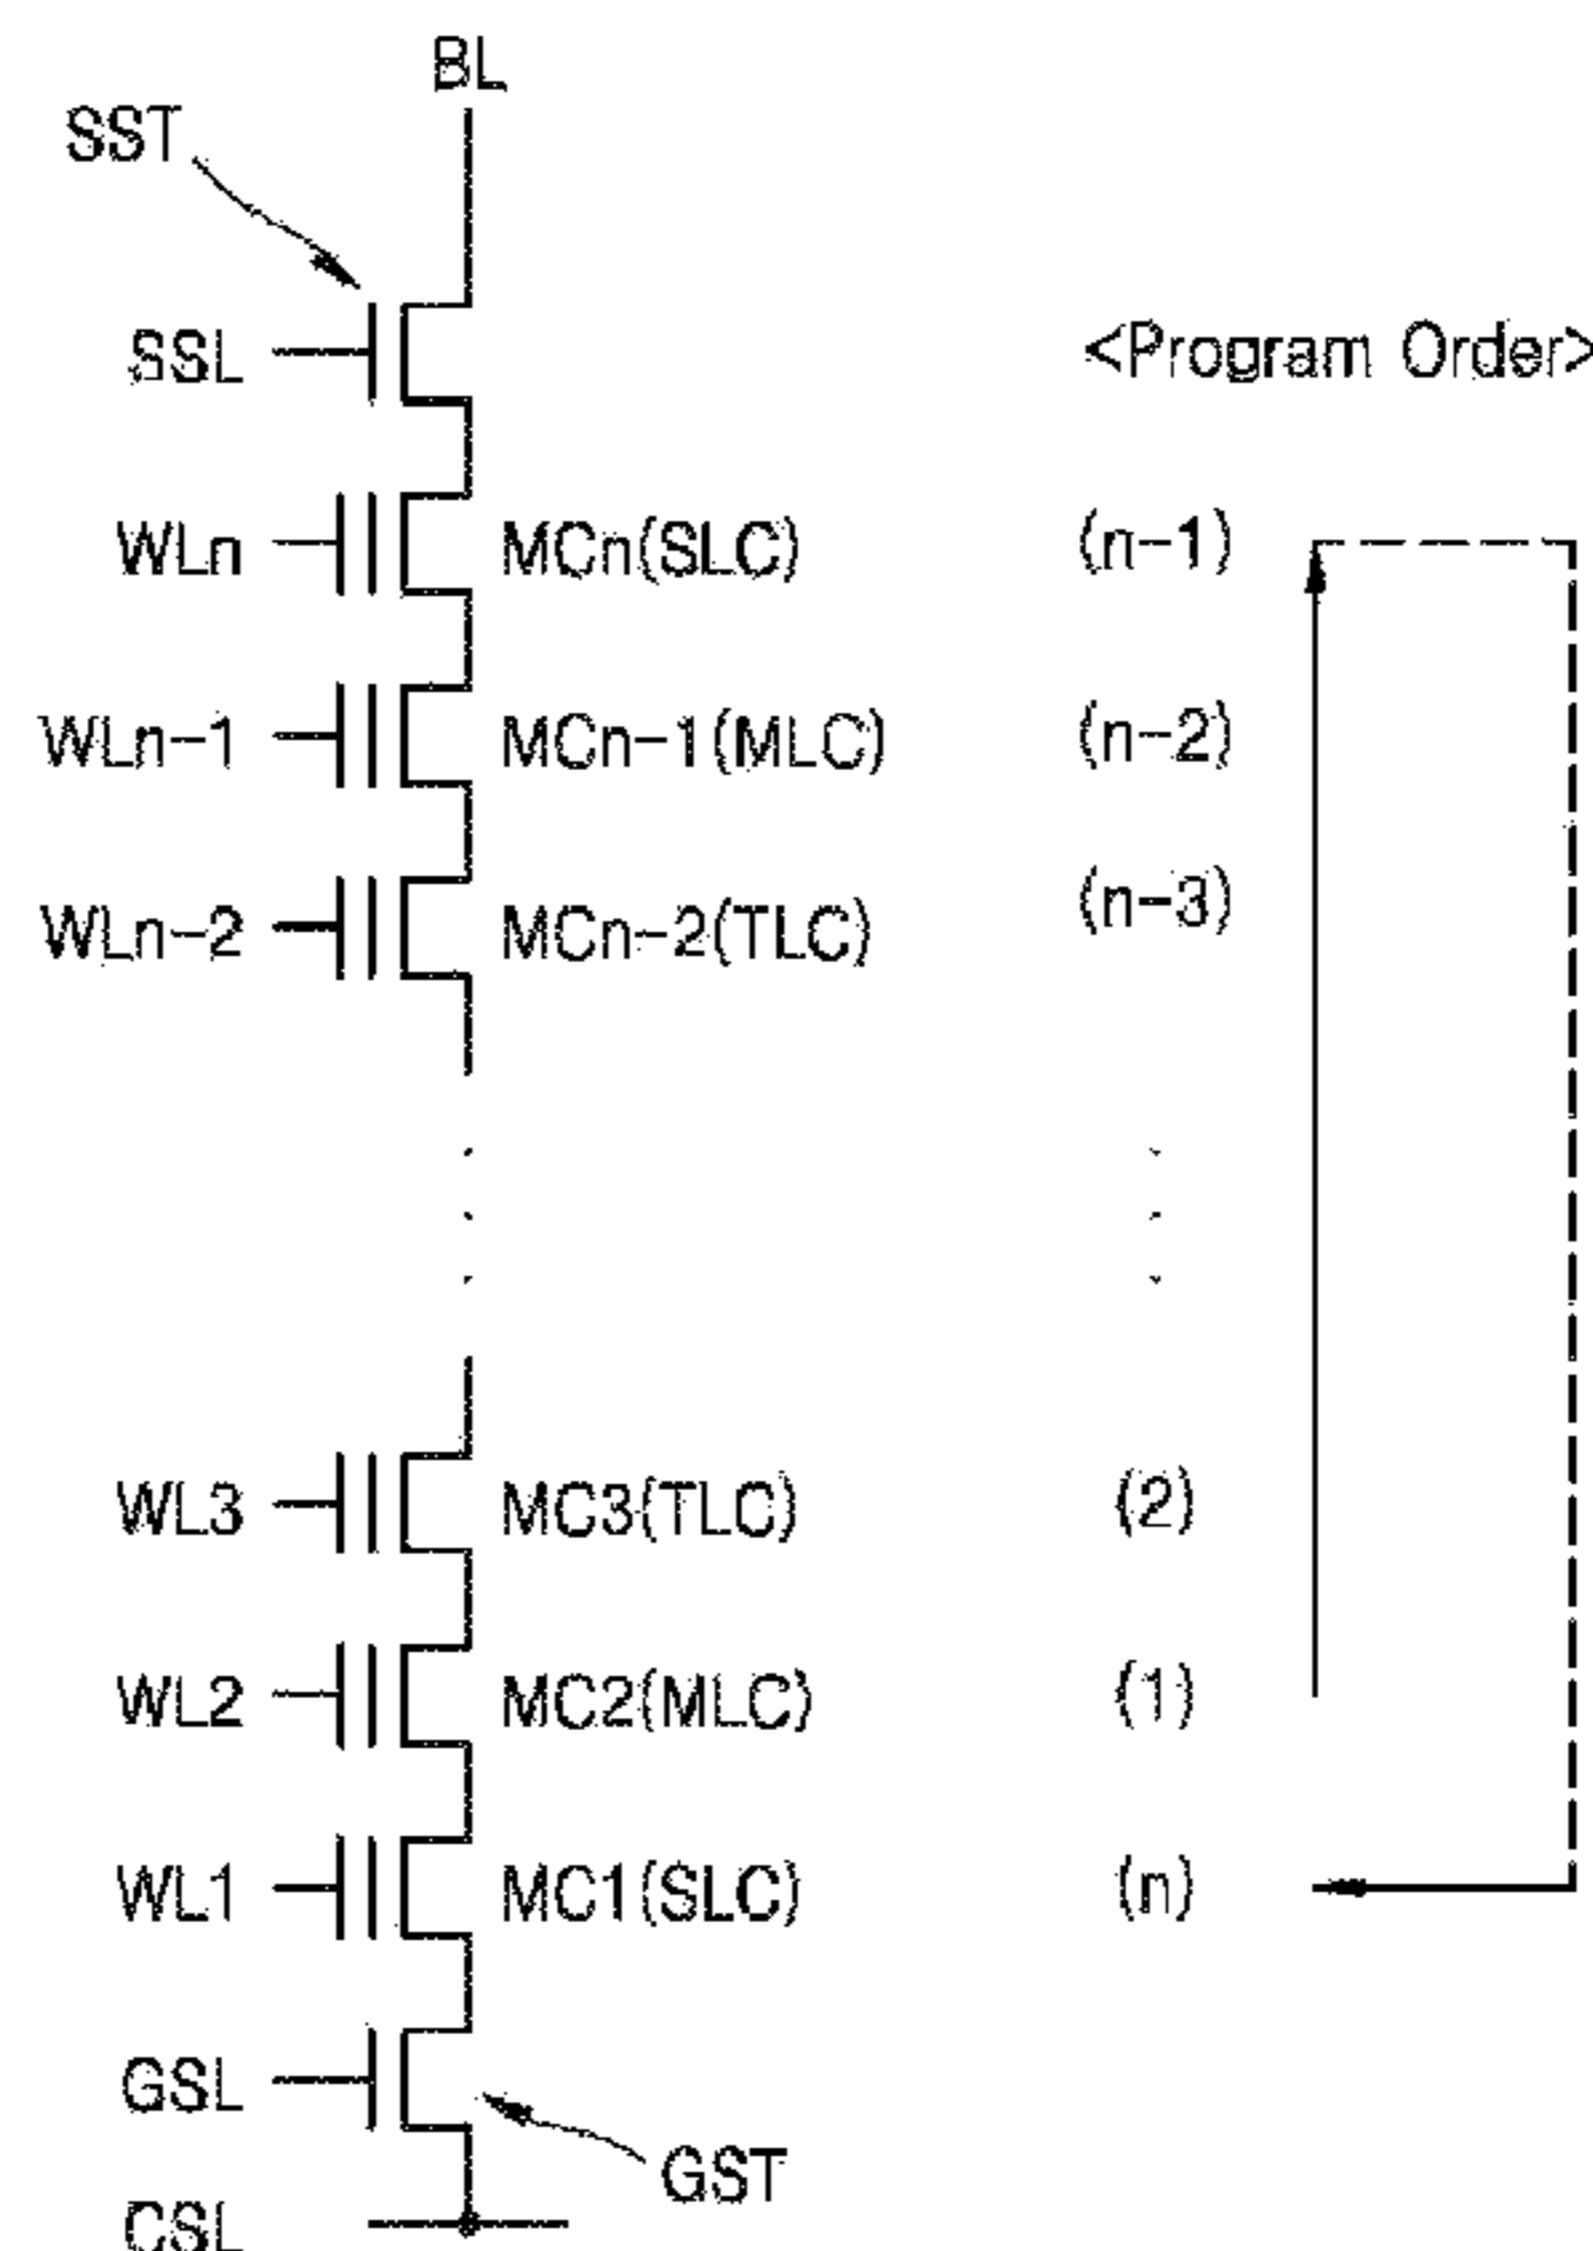 BL
SST
SSL
<Program Order>
WLn MCn(SLC) (n-1)
WLn-1 MCn-1(MLC) (n-2)
WLn-2 MCn-2(TLC) (n-3)
WL3 MC3(TLC) (2)
WL2 MC2(MLC) (1)
WL1 MC1(SLC) (n)
GSL
GST
CSL